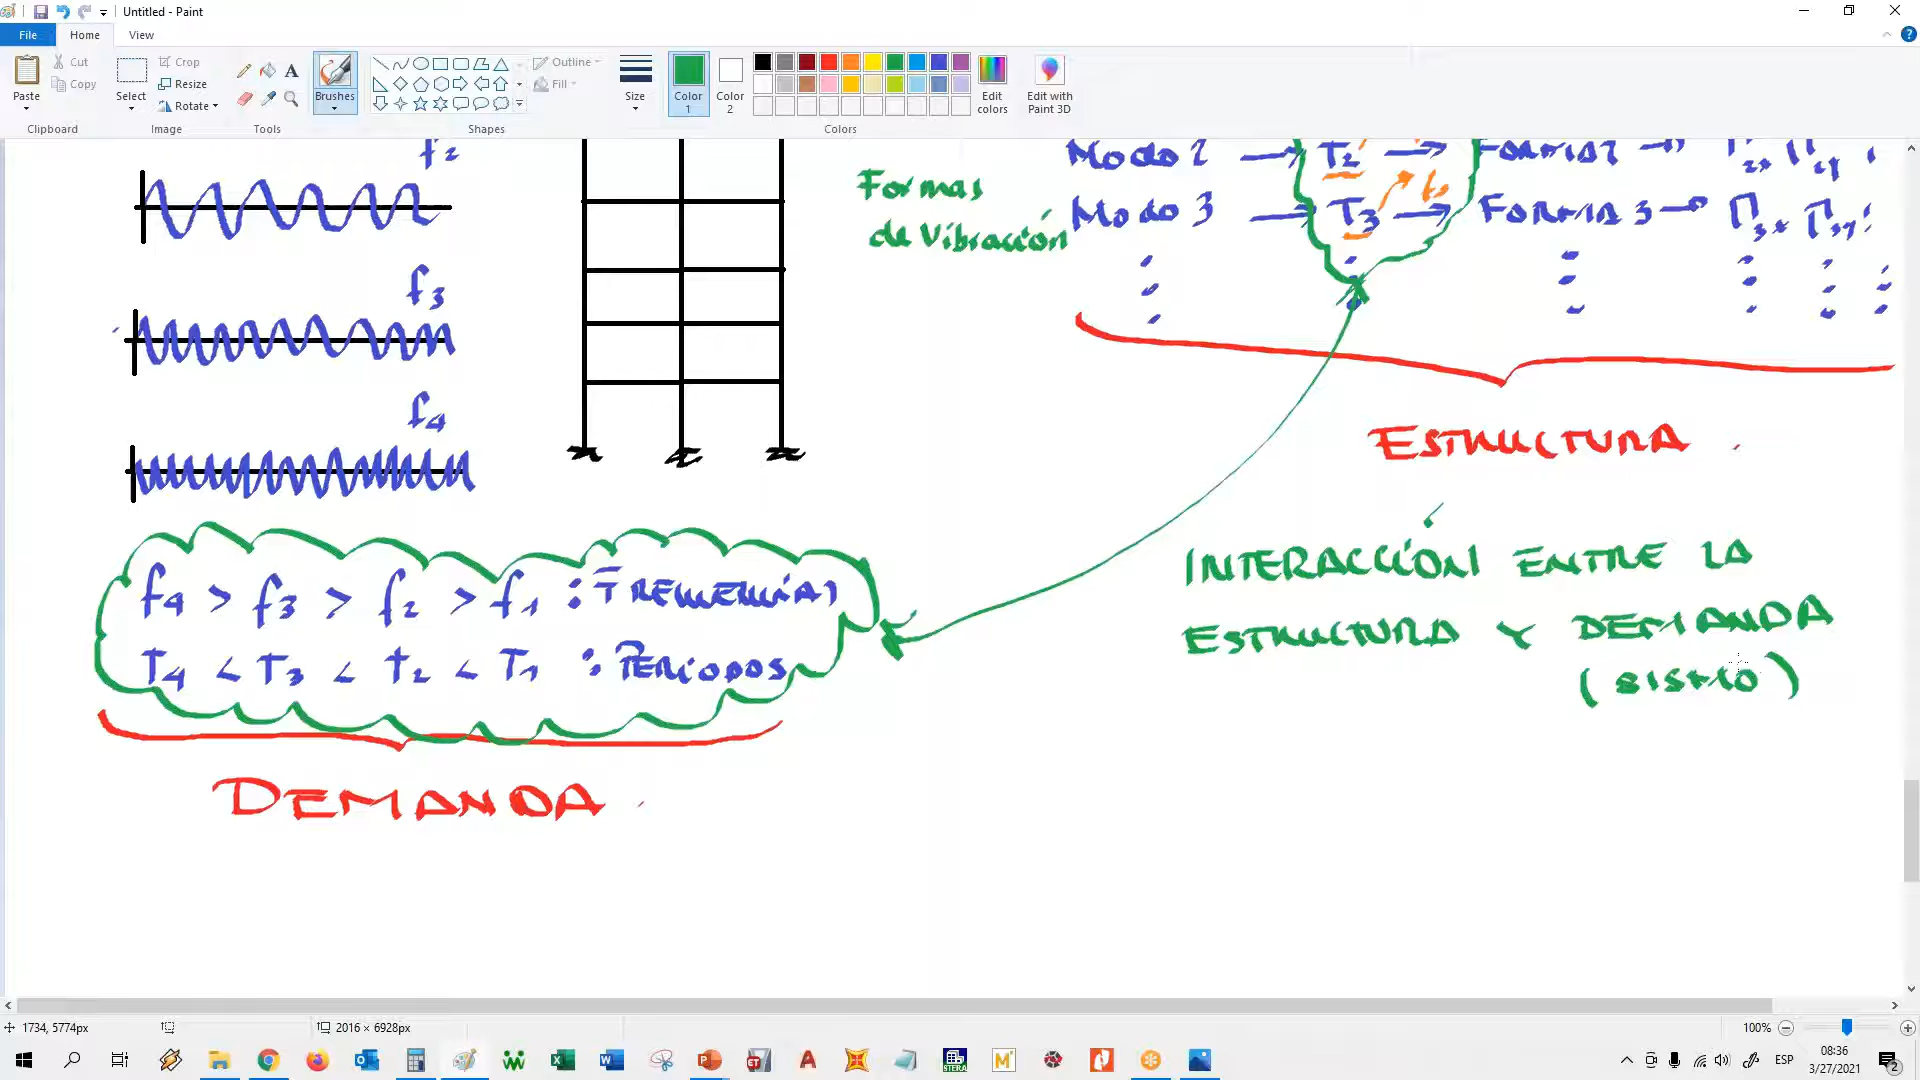 Untitled - Paint
File
Home
View
Paste
Cut
Copy
Clipboard
Select
Crop
Resize
Rotate
Image
Tools
Brushes
Shapes
Outline
Fill
Size
Color 1
Color 2
Colors
Edit colors
Edit with Paint 3D
f2
f3
f4
Formas
de Vibración
Modo 2 → T2 → FORMA 2 →
Modo 3 → T3 → FORMA 3 → Γ3x Γ3y
ESTRUCTURA
INTERACCIÓN ENTRE LA
ESTRUCTURA Y DEMANDA
(SISMO)
f4 > f3 > f2 > f1 : FRECUENCIAS
T4 < T3 < T2 < T1 : PERIODOS
DEMANDA
1734, 5774px
2016 × 6928px
100%
STERA
ESP
08:36
3/27/2021
2